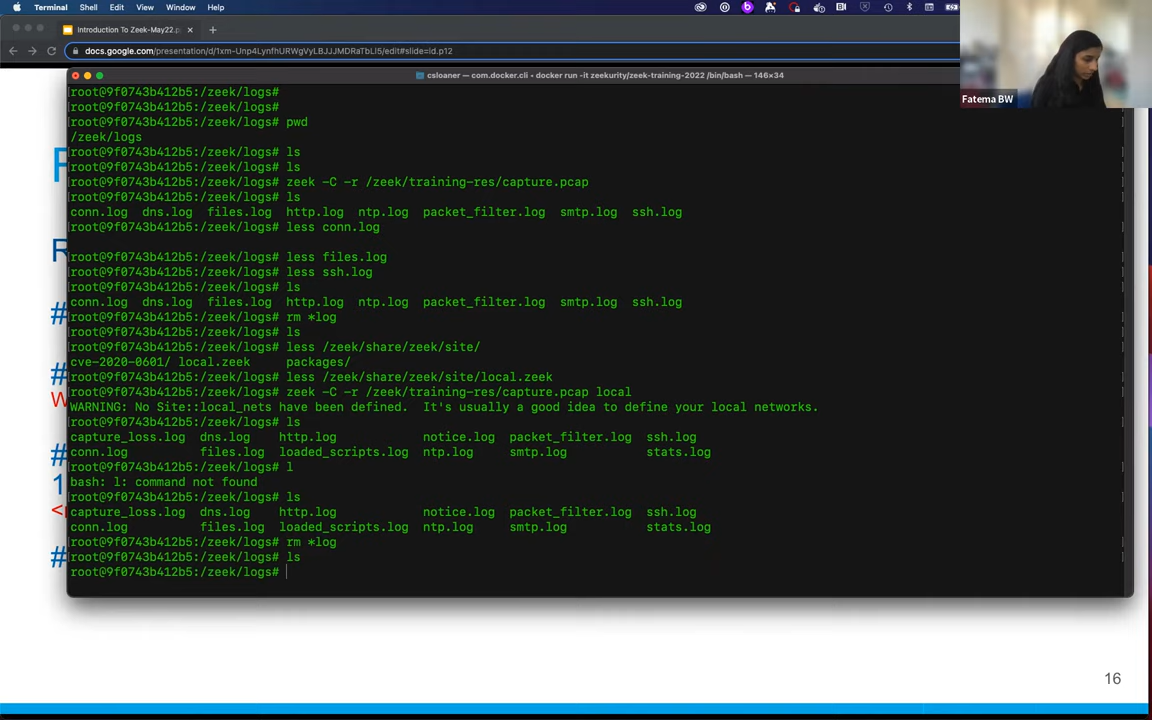 Terminal Shell Edit View Window Help
Introduction To Zeek-May22.p
docs.google.com/presentation/d/1xm-Unp4LynfhURWgVyLBJJJMDRaTbLI5/edit#slide=id.p12
csloaner — com.docker.cli ◂ docker run -it zeekurity/zeek-training-2022 /bin/bash — 146×34
Fatema BW
[root@9f0743b412b5:/zeek/logs#
[root@9f0743b412b5:/zeek/logs#
[root@9f0743b412b5:/zeek/logs# pwd
/zeek/logs
[root@9f0743b412b5:/zeek/logs# ls
[root@9f0743b412b5:/zeek/logs# ls
[root@9f0743b412b5:/zeek/logs# zeek -C -r /zeek/training-res/capture.pcap
[root@9f0743b412b5:/zeek/logs# ls
conn.log dns.log files.log http.log ntp.log packet_filter.log smtp.log ssh.log
[root@9f0743b412b5:/zeek/logs# less conn.log
[root@9f0743b412b5:/zeek/logs# less files.log
[root@9f0743b412b5:/zeek/logs# less ssh.log
[root@9f0743b412b5:/zeek/logs# ls
conn.log dns.log files.log http.log ntp.log packet_filter.log smtp.log ssh.log
[root@9f0743b412b5:/zeek/logs# rm *log
[root@9f0743b412b5:/zeek/logs# ls
[root@9f0743b412b5:/zeek/logs# less /zeek/share/zeek/site/
cve-2020-0601/ local.zeek packages/
[root@9f0743b412b5:/zeek/logs# less /zeek/share/zeek/site/local.zeek
[root@9f0743b412b5:/zeek/logs# zeek -C -r /zeek/training-res/capture.pcap local
WARNING: No Site::local_nets have been defined. It's usually a good idea to define your local networks.
[root@9f0743b412b5:/zeek/logs# ls
capture_loss.log dns.log http.log notice.log packet_filter.log ssh.log
conn.log files.log loaded_scripts.log ntp.log smtp.log stats.log
[root@9f0743b412b5:/zeek/logs# l
bash: l: command not found
[root@9f0743b412b5:/zeek/logs# ls
capture_loss.log dns.log http.log notice.log packet_filter.log ssh.log
conn.log files.log loaded_scripts.log ntp.log smtp.log stats.log
[root@9f0743b412b5:/zeek/logs# rm *log
[root@9f0743b412b5:/zeek/logs# ls
root@9f0743b412b5:/zeek/logs#
16